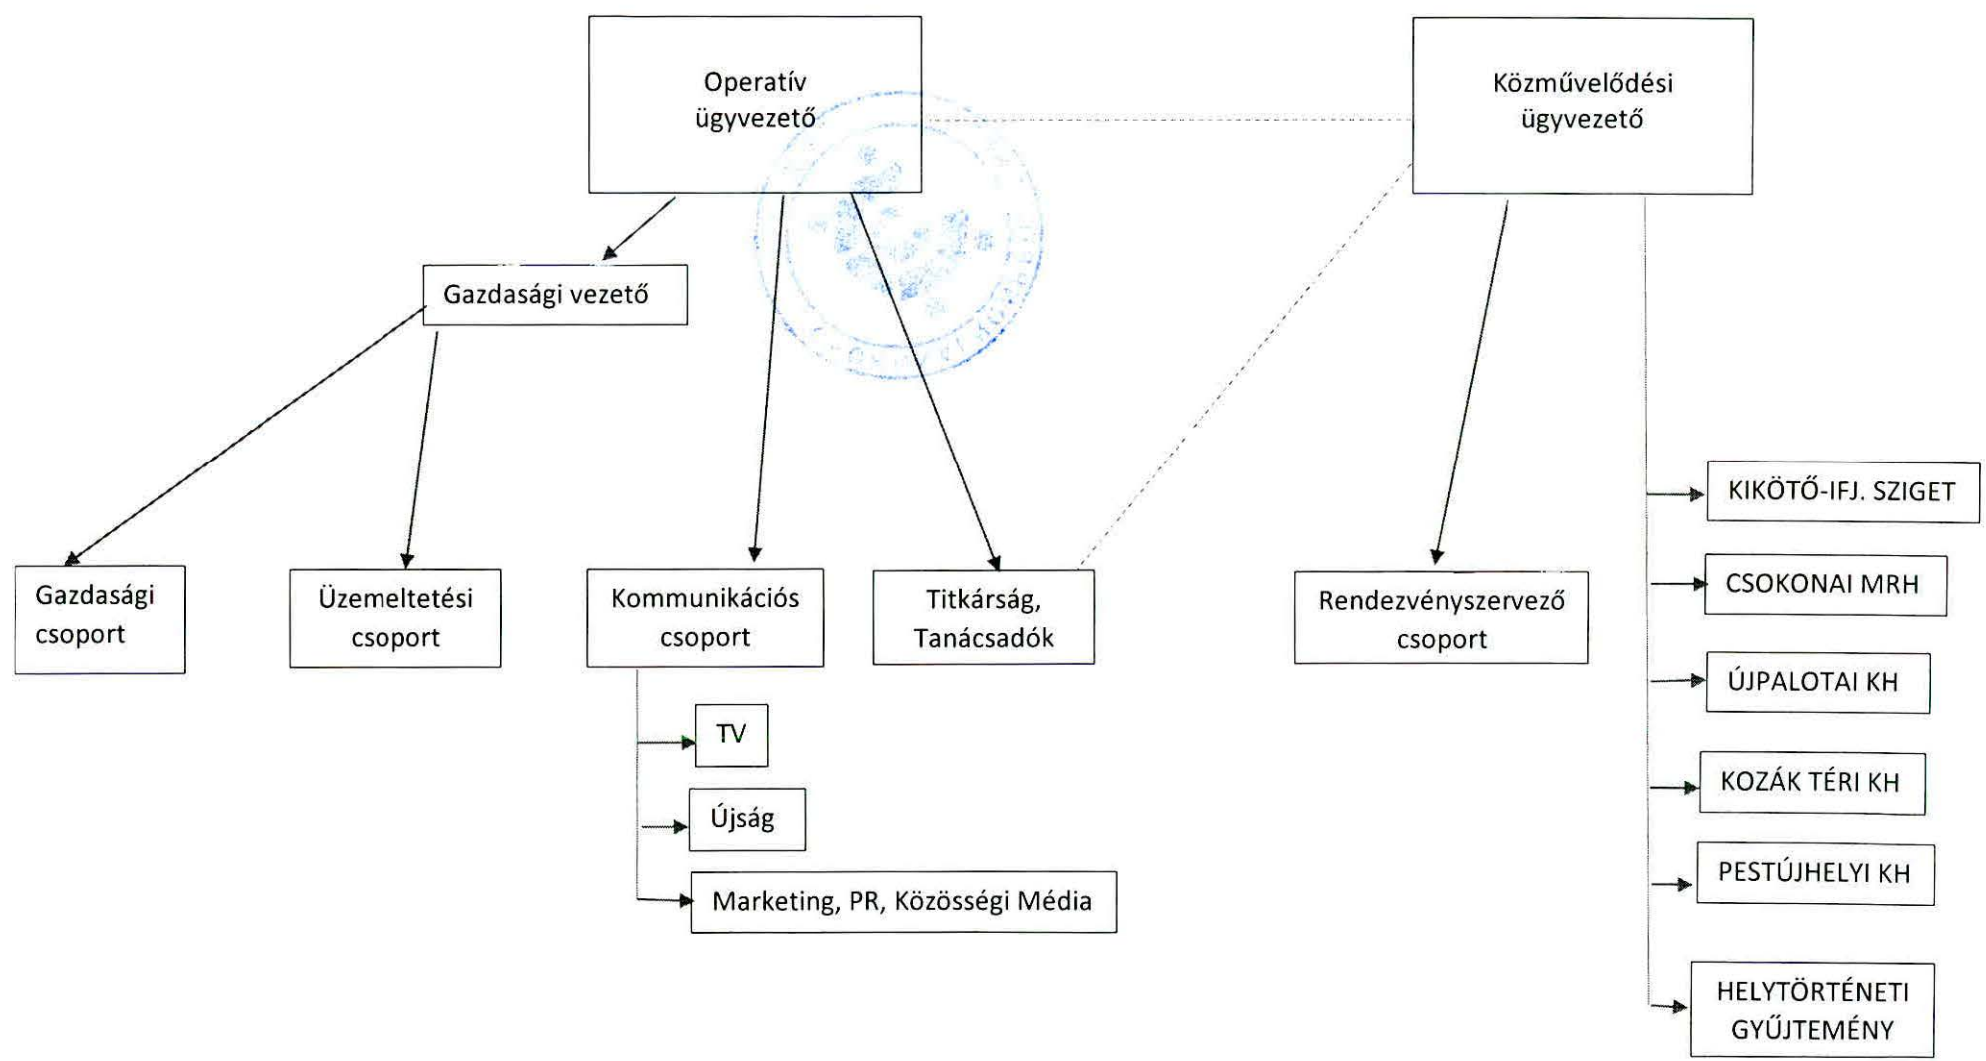 Operatív
ügyvezető
Közművelődési
ügyvezető
Gazdasági vezető
Gazdasági
csoport
Üzemeltetési
csoport
Kommunikációs
csoport
Titkárság,
Tanácsadók
Rendezvényszervező
csoport
TV
Újság
Marketing, PR, Közösségi Média
KIKÖTŐ-IFJ. SZIGET
CSOKONAI MRH
ÚJPALOTAI KH
KOZÁK TÉRI KH
PESTÚJHELYI KH
HELYTÖRTÉNETI
GYŰJTEMÉNY